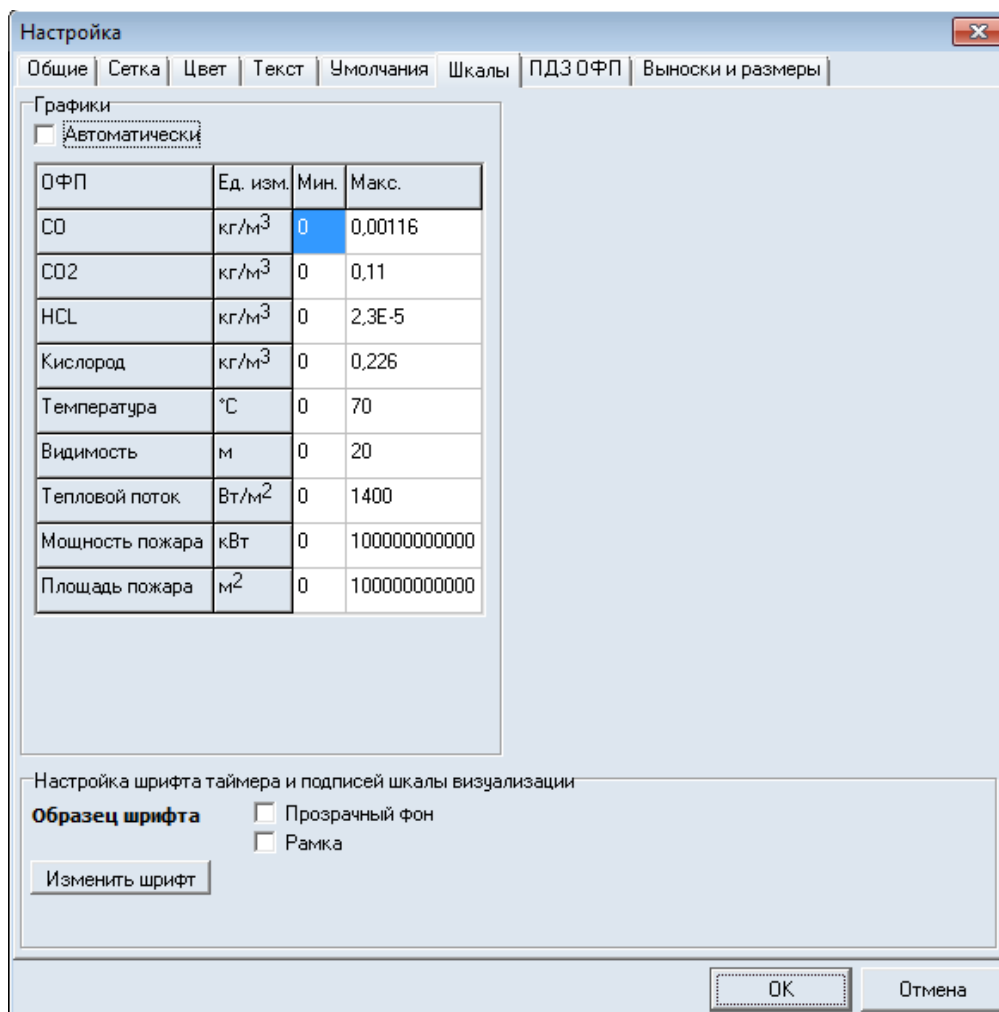 Настройка
Общие Сетка Цвет Текст Умолчания Шкалы ПДЗ ОФП Выноски и размеры
Графики
Автоматически
ОФП Ед. изм. Мин. Макс.
CO кг/м3 0 0,00116
CO2 кг/м3 0 0,11
HCL кг/м3 0 2,3E-5
Кислород кг/м3 0 0,226
Температура °C 0 70
Видимость м 0 20
Тепловой поток Вт/м2 0 1400
Мощность пожара кВт 0 100000000000
Площадь пожара м2 0 100000000000
Настройка шрифта таймера и подписей шкалы визуализации
Образец шрифта Прозрачный фон
Рамка
Изменить шрифт
OK Отмена